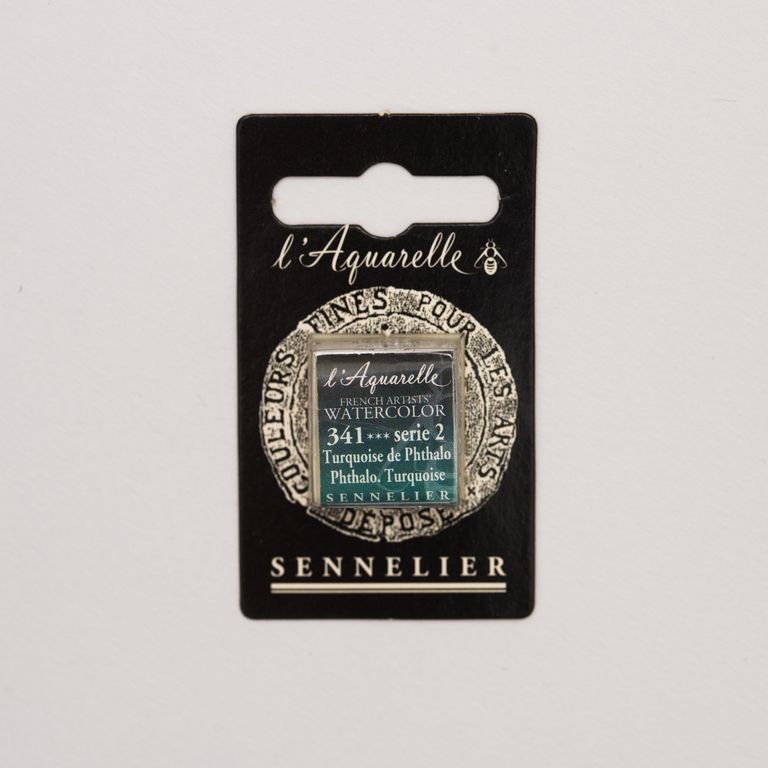 l'Aquarelle
COULEURS FINES POUR LES ARTS
DÉPOSÉ
l'Aquarelle
FRENCH ARTISTS'
WATERCOLOR
341 *** serie 2
Turquoise de Phthalo
Phthalo. Turquoise
SENNELIER
SENNELIER